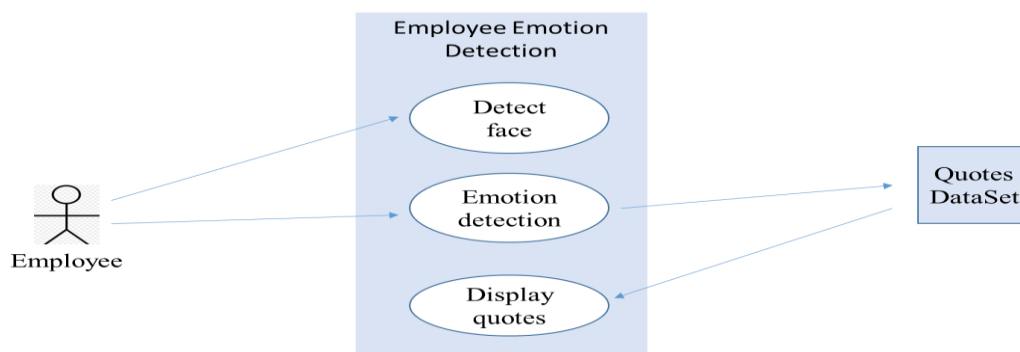 Employee Emotion
Detection
Detect
face
Emotion
detection
Quotes
DataSet
Employee
Display
quotes